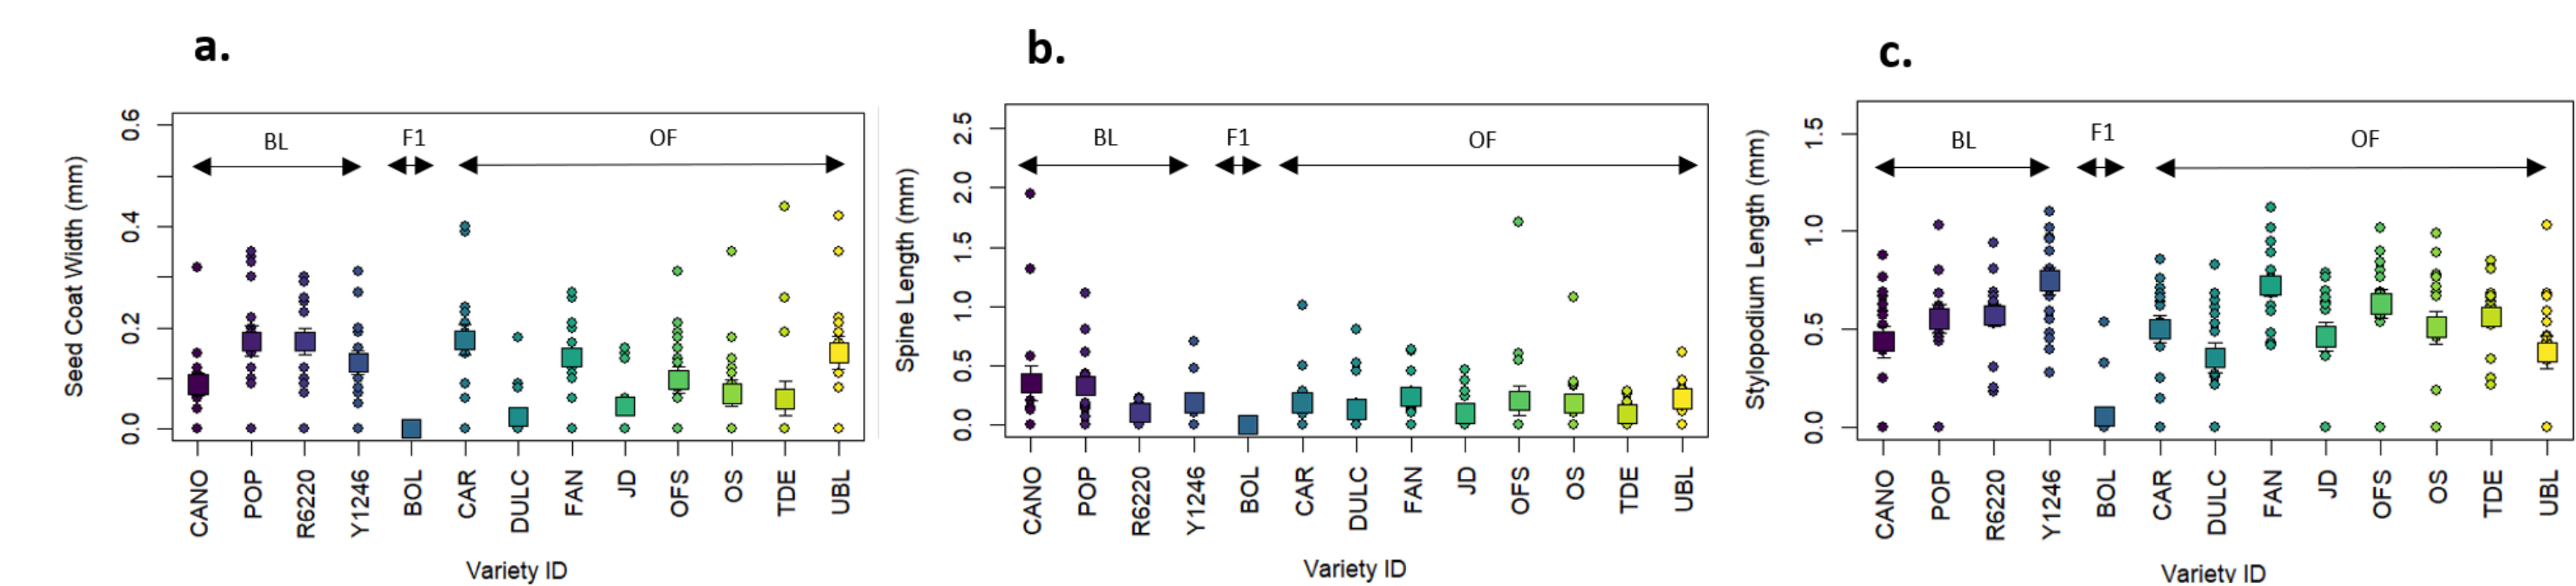 a.
Seed Coat Width (mm)
0.6
0.4
0.2
0.0
BL
F1
OF
CANO
POP
R6220
Y1246
BOL
CAR
DULC
FAN
JD
OFS
OS
TDE
UBL
Variety ID
b.
Spine Length (mm)
2.5
2.0
1.5
1.0
0.5
0.0
BL
F1
OF
CANO
POP
R6220
Y1246
BOL
CAR
DULC
FAN
JD
OFS
OS
TDE
UBL
Variety ID
c.
Stylopodium Length (mm)
1.5
1.0
0.5
0.0
BL
F1
OF
CANO
POP
R6220
Y1246
BOL
CAR
DULC
FAN
JD
OFS
OS
TDE
UBL
Variety ID